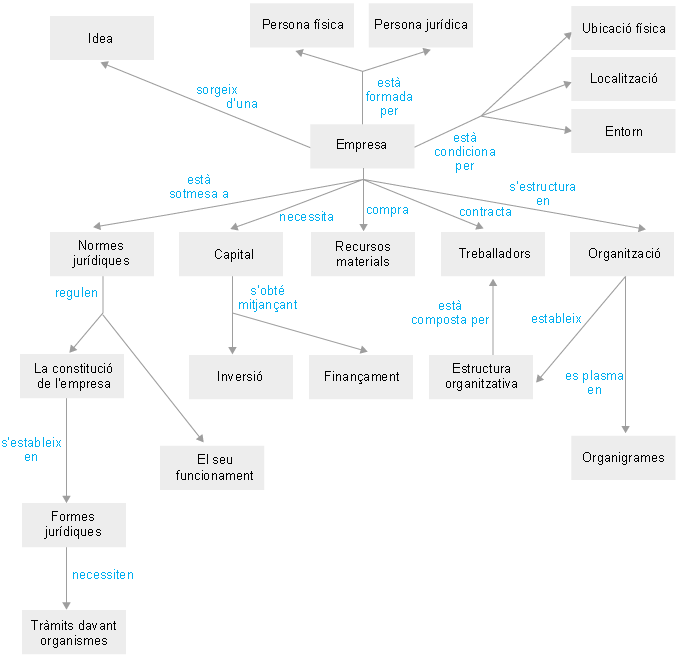 Persona física
Persona jurídica
Ubicació física
Idea
Localització
sorgeix
d'una
està
formada
per
Entorn
Empresa
està
condiciona
per
està
sotmesa a
necessita
compra
contracta
s'estructura
en
Normes
jurídiques
Capital
Recursos
materials
Treballadors
Organització
regulen
s'obté
mitjançant
està
composta per
estableix
La constitució
de l'empresa
Inversió
Finançament
Estructura
organitzativa
es plasma
en
s'estableix
en
El seu
funcionament
Organigrames
Formes
jurídiques
necessiten
Tràmits davant
organismes